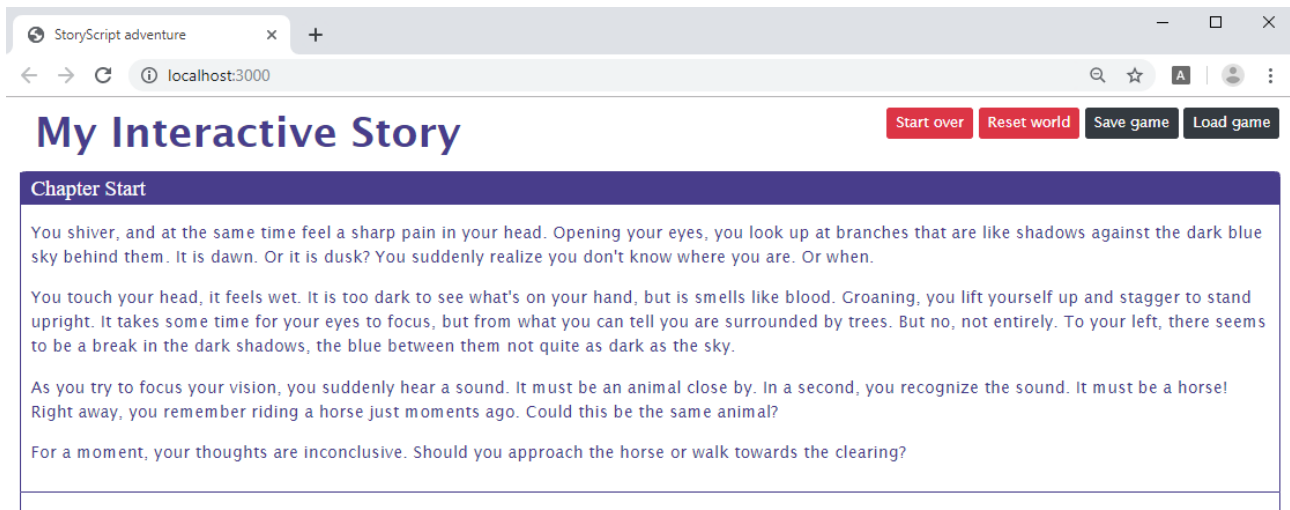 StoryScript adventure
localhost:3000
A
My Interactive Story
Start over Reset world Save game Load game
Chapter Start
You shiver, and at the same time feel a sharp pain in your head. Opening your eyes, you look up at branches that are like shadows against the dark blue
sky behind them. It is dawn. Or it is dusk? You suddenly realize you don't know where you are. Or when.
You touch your head, it feels wet. It is too dark to see what's on your hand, but is smells like blood. Groaning, you lift yourself up and stagger to stand
upright. It takes some time for your eyes to focus, but from what you can tell you are surrounded by trees. But no, not entirely. To your left, there seems
to be a break in the dark shadows, the blue between them not quite as dark as the sky.
As you try to focus your vision, you suddenly hear a sound. It must be an animal close by. In a second, you recognize the sound. It must be a horse!
Right away, you remember riding a horse just moments ago. Could this be the same animal?
For a moment, your thoughts are inconclusive. Should you approach the horse or walk towards the clearing?